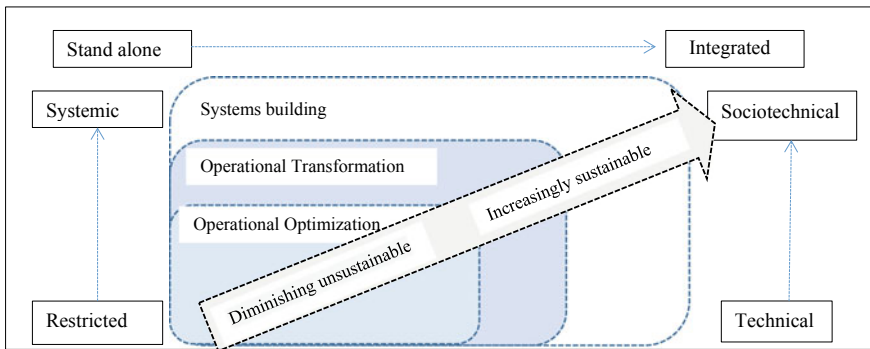 Stand alone
Integrated
Systemic
Systems building
Sociotechnical
Operational Transformation
Increasingly sustainable
Operational Optimization
Diminishing unsustainable
Restricted
Technical